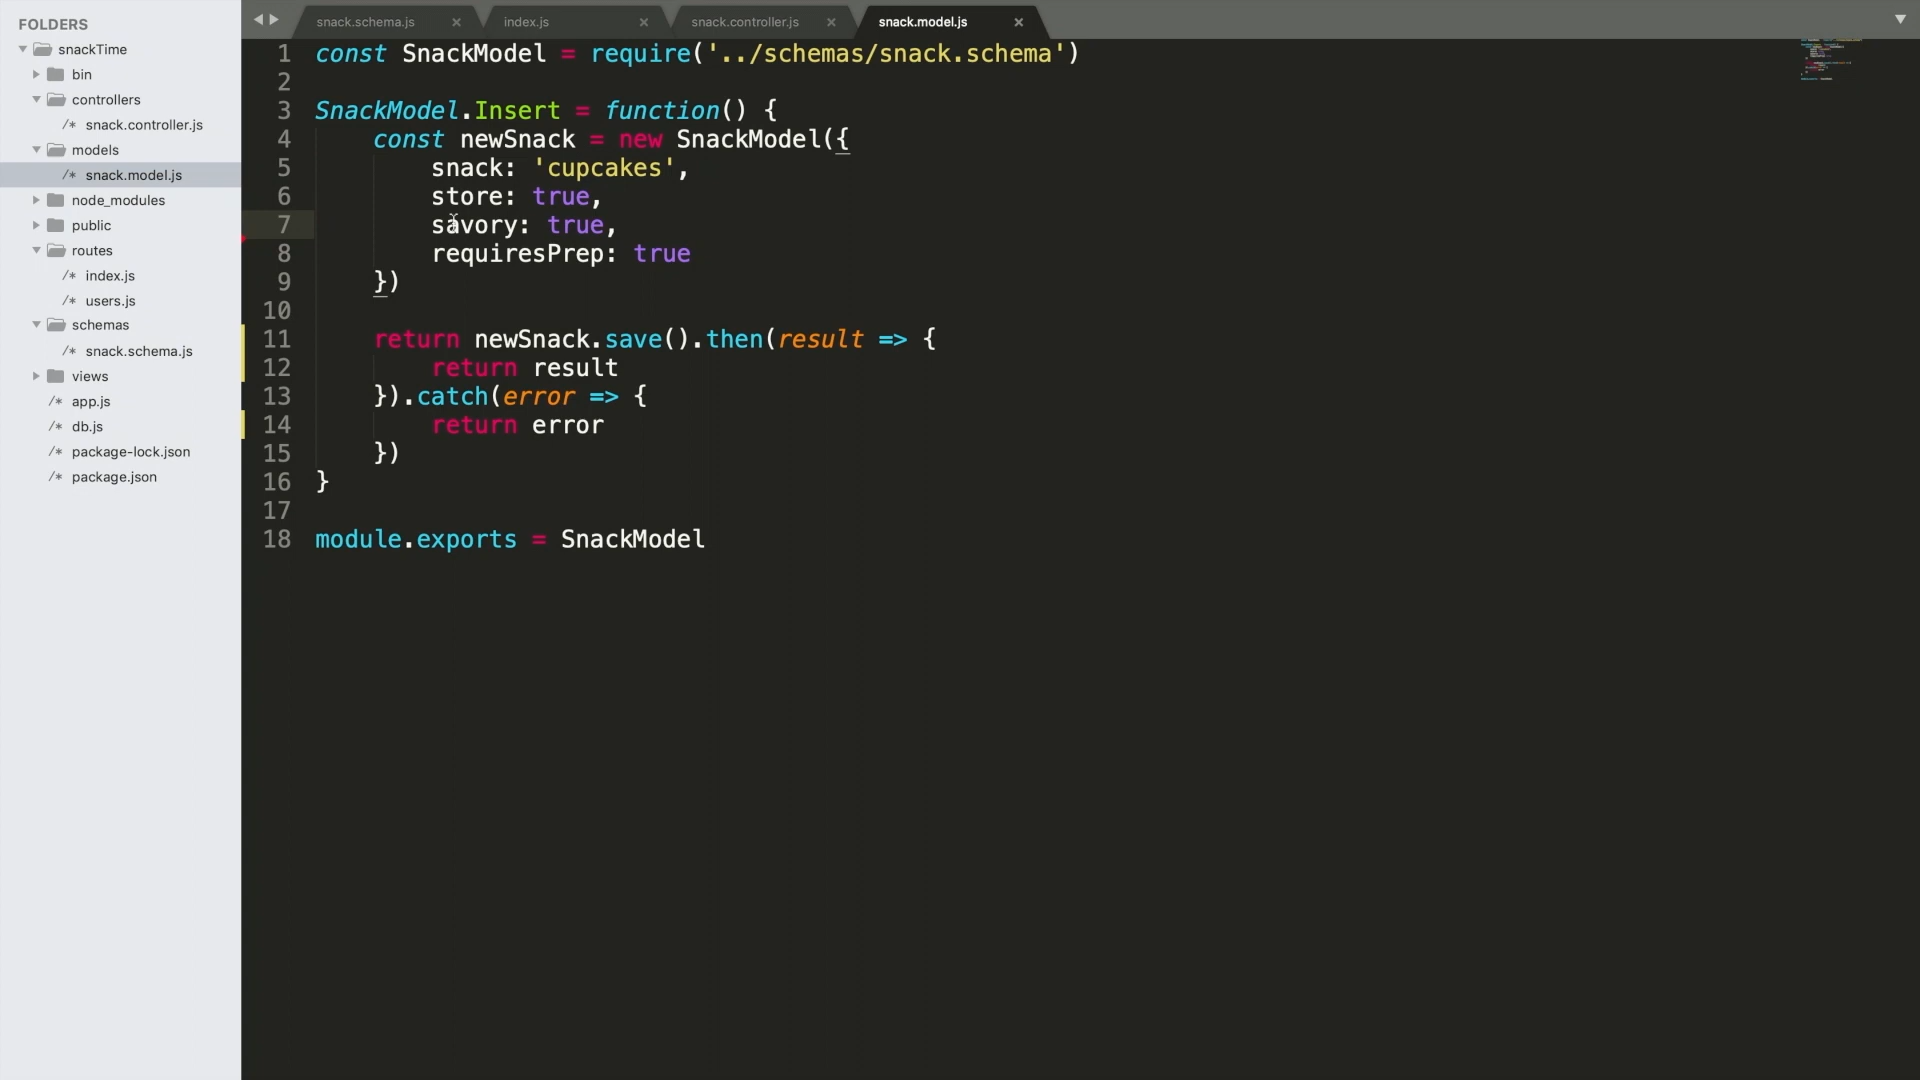 FOLDERS
snackTime
bin
controllers
/* snack.controller.js
models
/* snack.model.js
node_modules
public
routes
/* index.js
/* users.js
schemas
/* snack.schema.js
views
/* app.js
/* db.js
/* package-lock.json
/* package.json
snack.schema.js × index.js × snack.controller.js × snack.model.js ×
1 const SnackModel = require('../schemas/snack.schema')
2
3 SnackModel.Insert = function() {
4 const newSnack = new SnackModel({
5 snack: 'cupcakes',
6 store: true,
7 savory: true,
8 requiresPrep: true
9 })
10
11 return newSnack.save().then(result => {
12 return result
13 }).catch(error => {
14 return error
15 })
16 }
17
18 module.exports = SnackModel